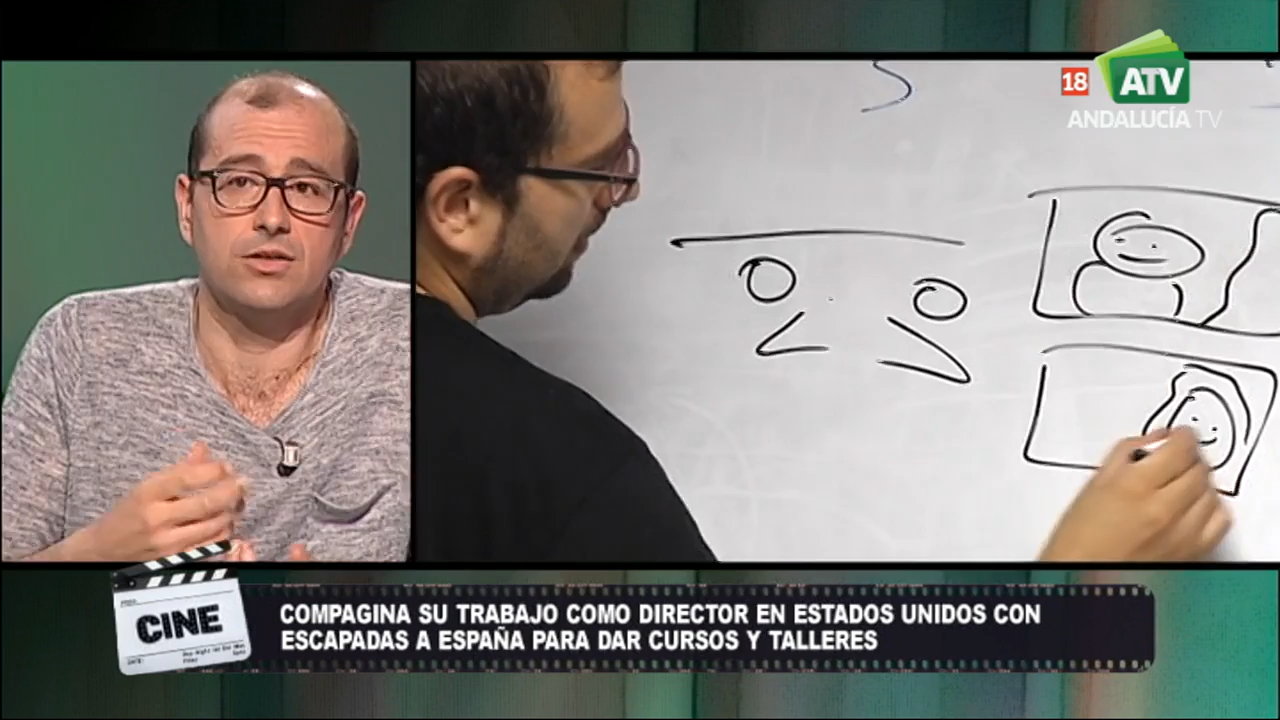 18
ATV
ANDALUCÍA TV
CINE
DATE:
COMPAGINA SU TRABAJO COMO DIRECTOR EN ESTADOS UNIDOS CON
ESCAPADAS A ESPAÑA PARA DAR CURSOS Y TALLERES